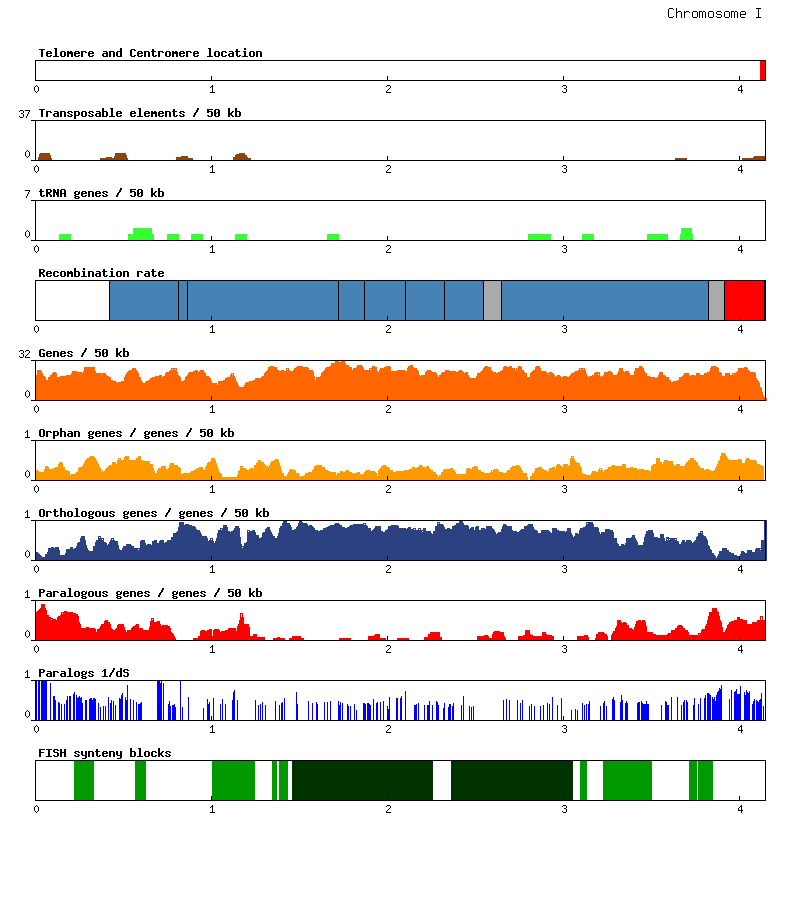 Chromosome I
Telomere and Centromere location
0 1 2 3 4
37 Transposable elements / 50 kb
0
0 1 2 3 4
7 tRNA genes / 50 kb
0
0 1 2 3 4
Recombination rate
0 1 2 3 4
32 Genes / 50 kb
0
0 1 2 3 4
1 Orphan genes / genes / 50 kb
0
0 1 2 3 4
1 Orthologous genes / genes / 50 kb
0
0 1 2 3 4
1 Paralogous genes / genes / 50 kb
0
0 1 2 3 4
1 Paralogs 1/dS
0
0 1 2 3 4
FISH synteny blocks
0 1 2 3 4